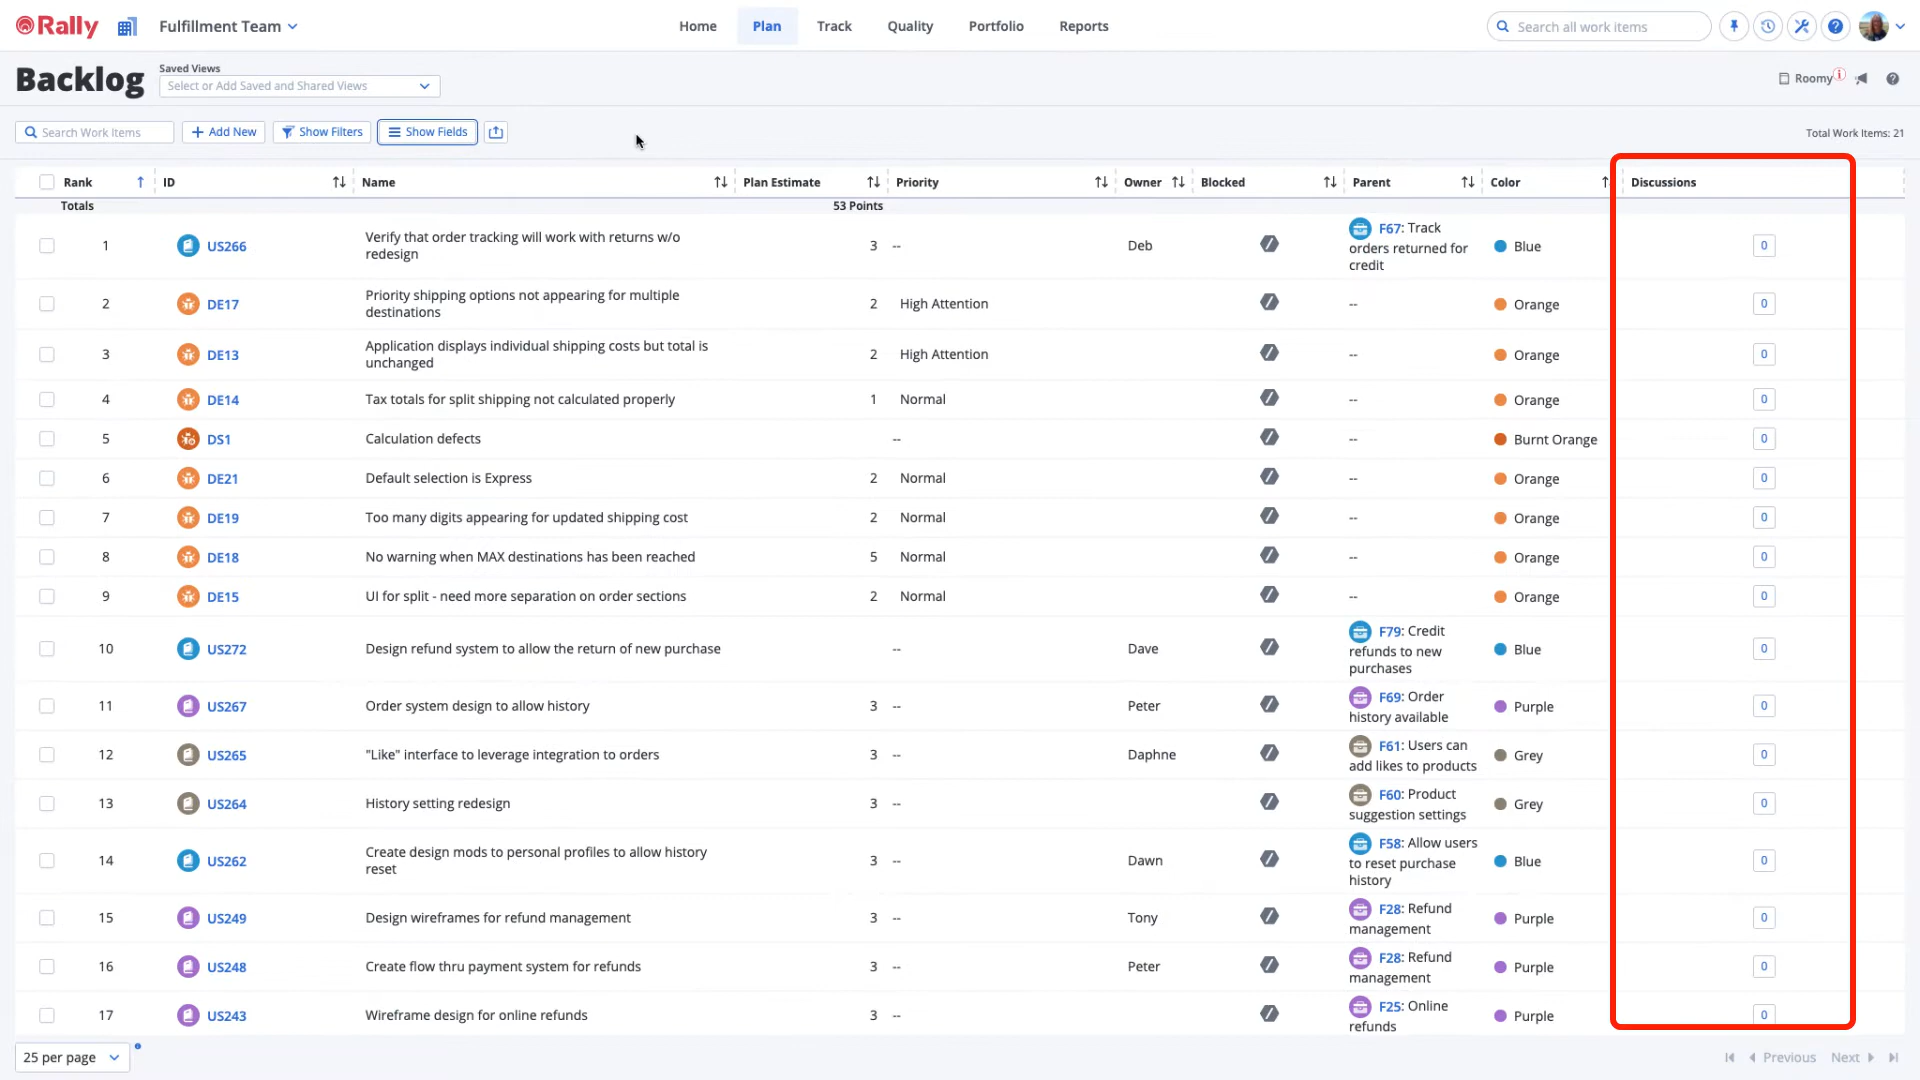 Rally
Fulfillment Team
Home
Plan
Track
Quality
Portfolio
Reports
Search all work items
Backlog
Saved Views
Select or Add Saved and Shared Views
Roomy
Search Work Items
Add New
Show Filters
Show Fields
Total Work Items: 21
Rank ID Name Plan Estimate Priority Owner Blocked Parent Color Discussions
Totals 53 Points
1 US266 Verify that order tracking will work with returns w/o
redesign
3 -- Deb
F67: Track
orders returned for
credit
Blue 0
2 DE17 Priority shipping options not appearing for multiple
destinations
2 High Attention -- Orange 0
3 DE13 Application displays individual shipping costs but total is
unchanged
2 High Attention -- Orange 0
4 DE14 Tax totals for split shipping not calculated properly 1 Normal -- Orange 0
5 DS1 Calculation defects -- -- Burnt Orange 0
6 DE21 Default selection is Express 2 Normal -- Orange 0
7 DE19 Too many digits appearing for updated shipping cost 2 Normal -- Orange 0
8 DE18 No warning when MAX destinations has been reached 5 Normal -- Orange 0
9 DE15 UI for split - need more separation on order sections 2 Normal -- Orange 0
10 US272 Design refund system to allow the return of new purchase -- Dave
F79: Credit
refunds to new
purchases
Blue 0
11 US267 Order system design to allow history 3 -- Peter
F69: Order
history available
Purple 0
12 US265 "Like" interface to leverage integration to orders 3 -- Daphne
F61: Users can
add likes to products
Grey 0
13 US264 History setting redesign 3 --
F60: Product
suggestion settings
Grey 0
14 US262 Create design mods to personal profiles to allow history
reset
3 -- Dawn
F58: Allow users
to reset purchase
history
Blue 0
15 US249 Design wireframes for refund management 3 -- Tony
F28: Refund
management
Purple 0
16 US248 Create flow thru payment system for refunds 3 -- Peter
F28: Refund
management
Purple 0
17 US243 Wireframe design for online refunds 3 --
F25: Online
refunds
Purple 0
25 per page
Previous
Next